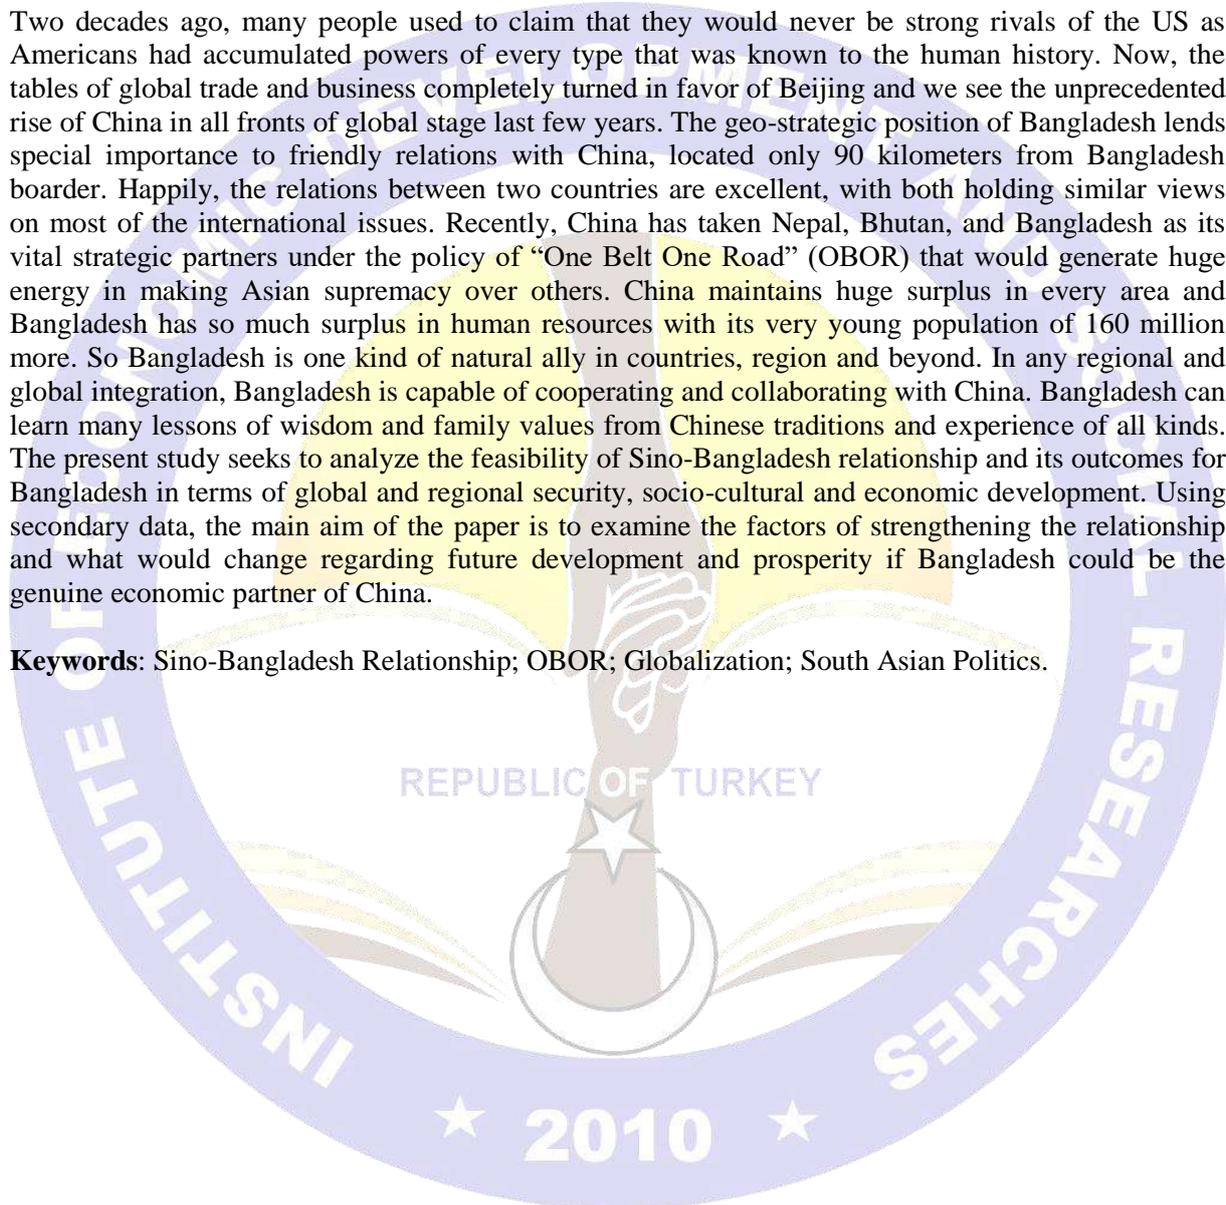 Two decades ago, many people used to claim that they would never be strong rivals of the US as
Americans had accumulated powers of every type that was known to the human history. Now, the
tables of global trade and business completely turned in favor of Beijing and we see the unprecedented
rise of China in all fronts of global stage last few years. The geo-strategic position of Bangladesh lends
special importance to friendly relations with China, located only 90 kilometers from Bangladesh
boarder. Happily, the relations between two countries are excellent, with both holding similar views
on most of the international issues. Recently, China has taken Nepal, Bhutan, and Bangladesh as its
vital strategic partners under the policy of “One Belt One Road” (OBOR) that would generate huge
energy in making Asian supremacy over others. China maintains huge surplus in every area and
Bangladesh has so much surplus in human resources with its very young population of 160 million
more. So Bangladesh is one kind of natural ally in countries, region and beyond. In any regional and
global integration, Bangladesh is capable of cooperating and collaborating with China. Bangladesh can
learn many lessons of wisdom and family values from Chinese traditions and experience of all kinds.
The present study seeks to analyze the feasibility of Sino-Bangladesh relationship and its outcomes for
Bangladesh in terms of global and regional security, socio-cultural and economic development. Using
secondary data, the main aim of the paper is to examine the factors of strengthening the relationship
and what would change regarding future development and prosperity if Bangladesh could be the
genuine economic partner of China.
Keywords: Sino-Bangladesh Relationship; OBOR; Globalization; South Asian Politics.
INSTITUTE OF ECONOMIC DEVELOPMENT AND SOCIAL RESEARCHES
REPUBLIC OF TURKEY
2010